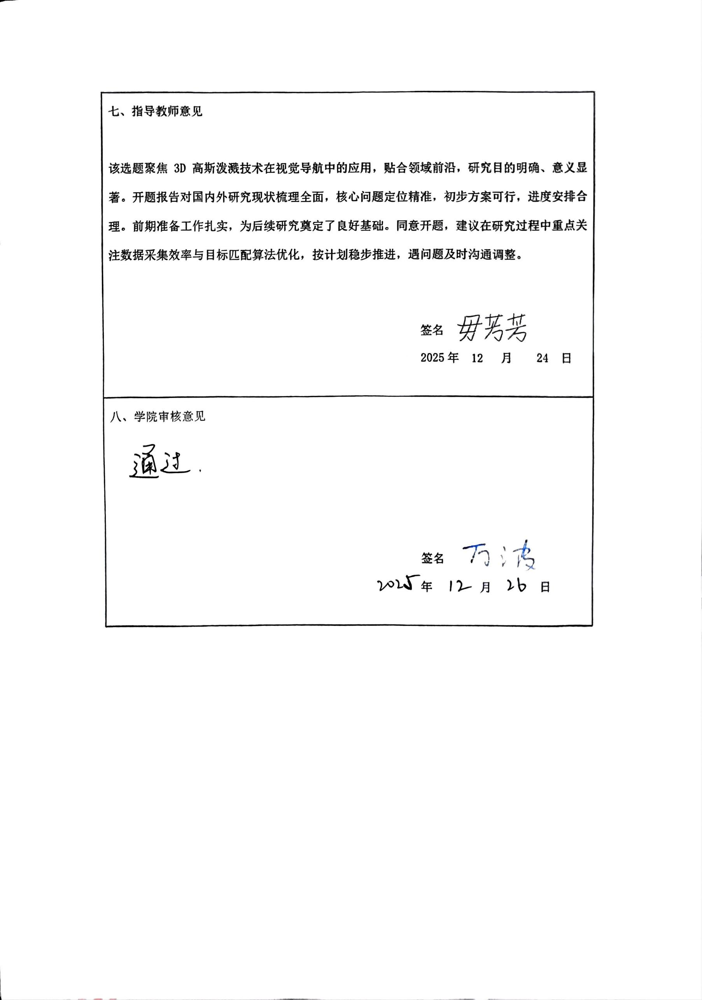 七、指导教师意见
该选题聚焦 3D 高斯泼溅技术在视觉导航中的应用，贴合领域前沿，研究目的明确、意义显
著。开题报告对国内外研究现状梳理全面，核心问题定位精准，初步方案可行，进度安排合
理。前期准备工作扎实，为后续研究奠定了良好基础。同意开题，建议在研究过程中重点关
注数据采集效率与目标匹配算法优化，按计划稳步推进，遇问题及时沟通调整。
签名 毋芳芳
2025 年 12 月 24 日
八、学院审核意见
通过.
签名 万波
2025 年 12 月 26 日